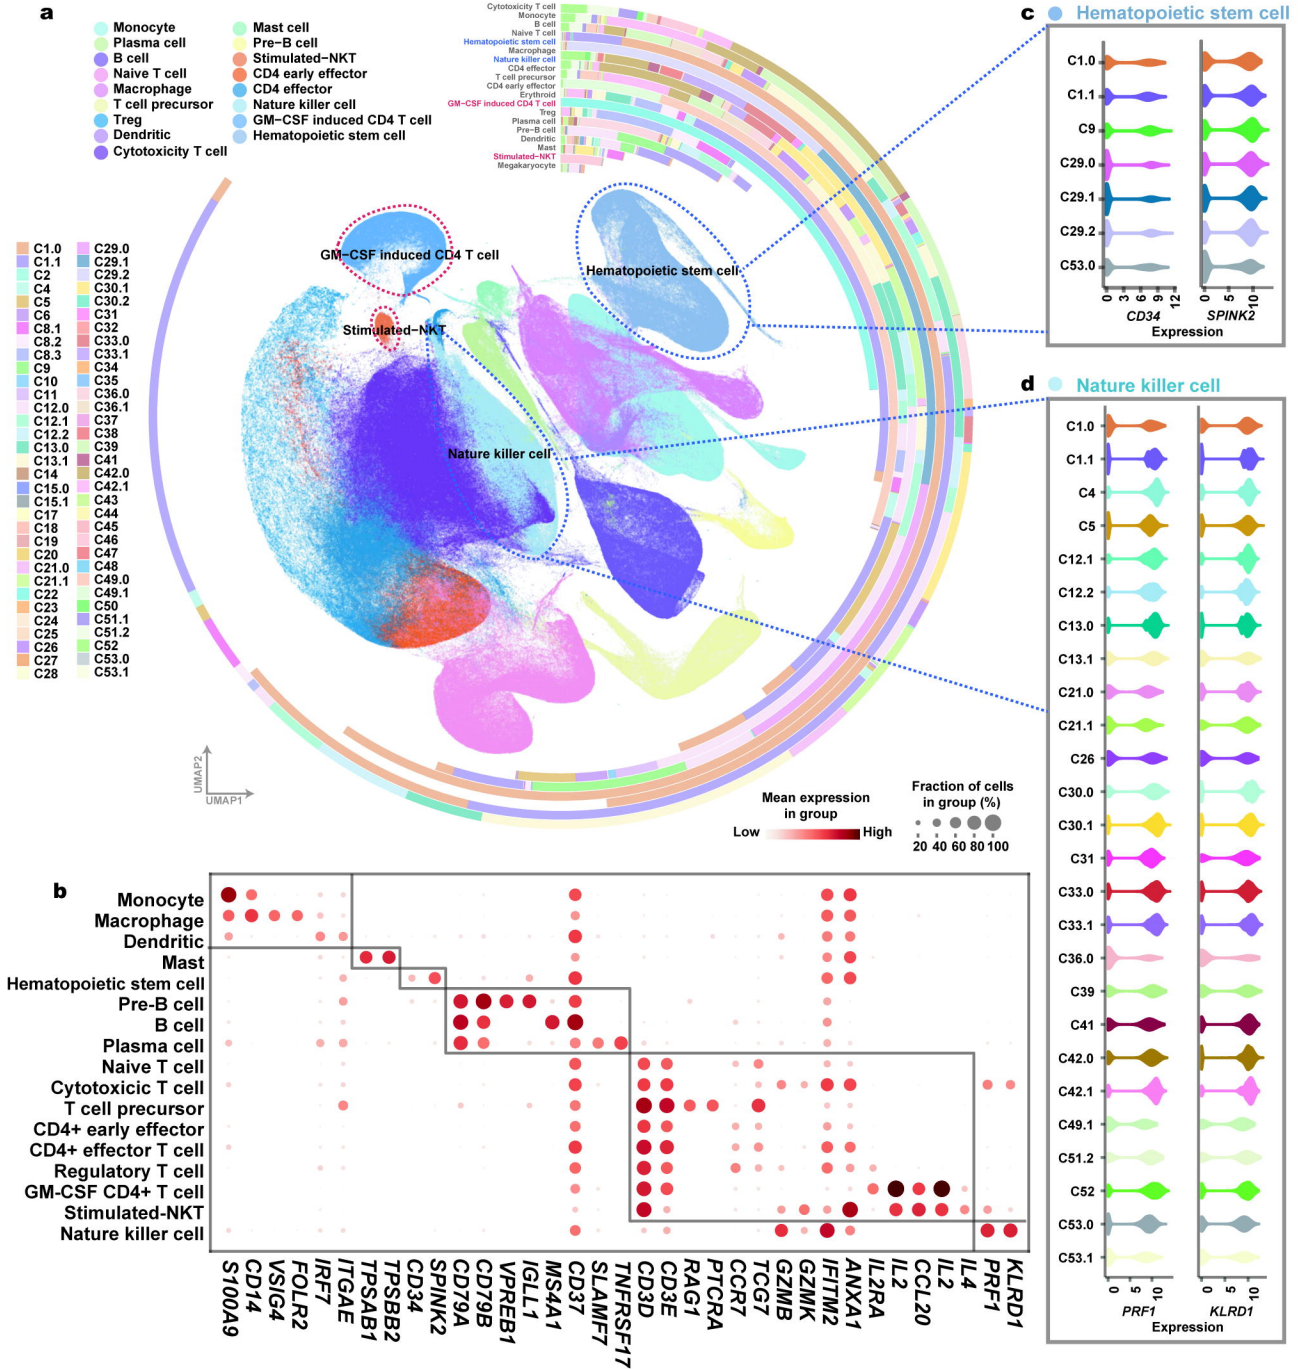 a
Monocyte
Plasma cell
B cell
Naive T cell
Macrophage
T cell precursor
Treg
Dendritic
Cytotoxicity T cell
Mast cell
Pre−B cell
Stimulated−NKT
CD4 early effector
CD4 effector
Nature killer cell
GM−CSF induced CD4 T cell
Hematopoietic stem cell
Cytotoxicity T cell
Monocyte
B cell
Naive T cell
Hematopoietic stem cell
Macrophage
Nature killer cell
CD4 effector
T cell precursor
CD4 early effector
Erythroid
GM−CSF induced CD4 T cell
Treg
Plasma cell
Pre−B cell
Dendritic
Mast
Stimulated−NKT
Megakaryocyte
C1.0
C1.1
C2
C4
C5
C6
C8.1
C8.2
C8.3
C9
C10
C11
C12.0
C12.1
C12.2
C13.0
C13.1
C14
C15.0
C15.1
C17
C18
C19
C20
C21.0
C21.1
C22
C23
C24
C25
C26
C27
C28
C29.0
C29.1
C29.2
C30.1
C30.2
C31
C32
C33.0
C33.1
C34
C35
C36.0
C36.1
C37
C38
C39
C41
C42.0
C42.1
C43
C44
C45
C46
C47
C48
C49.0
C49.1
C50
C51.1
C51.2
C52
C53.0
C53.1
GM−CSF induced CD4 T cell
Stimulated−NKT
Hematopoietic stem cell
Nature killer cell
UMAP2
UMAP1
Mean expression
in group
Low
High
Fraction of cells
in group (%)
20 40 60 80 100
b
Monocyte
Macrophage
Dendritic
Mast
Hematopoietic stem cell
Pre-B cell
B cell
Plasma cell
Naive T cell
Cytotoxicic T cell
T cell precursor
CD4+ early effector
CD4+ effector T cell
Regulatory T cell
GM-CSF CD4+ T cell
Stimulated-NKT
Nature killer cell
S100A9
CD14
VSIG4
FOLR2
IRF7
ITGAE
TPSAB1
TPSBB2
CD34
SPINK2
CD79A
CD79B
VPREB1
IGLL1
MS4A1
CD37
SLAMF7
TNFRSF17
CD3D
CD3E
RAG1
PTCRA
CCR7
TCG7
GZMB
GZMK
IFITM2
ANXA1
IL2RA
IL2
CCL20
IL2
IL4
PRF1
KLRD1
c
Hematopoietic stem cell
C1.0
C1.1
C9
C29.0
C29.1
C29.2
C53.0
0 3 6 9 12
0 5 10
CD34
SPINK2
Expression
d
Nature killer cell
C1.0
C1.1
C4
C5
C12.1
C12.2
C13.0
C13.1
C21.0
C21.1
C26
C30.0
C30.1
C31
C33.0
C33.1
C36.0
C39
C41
C42.0
C42.1
C49.1
C51.2
C52
C53.0
C53.1
0 5 10
0 5 10
PRF1
KLRD1
Expression